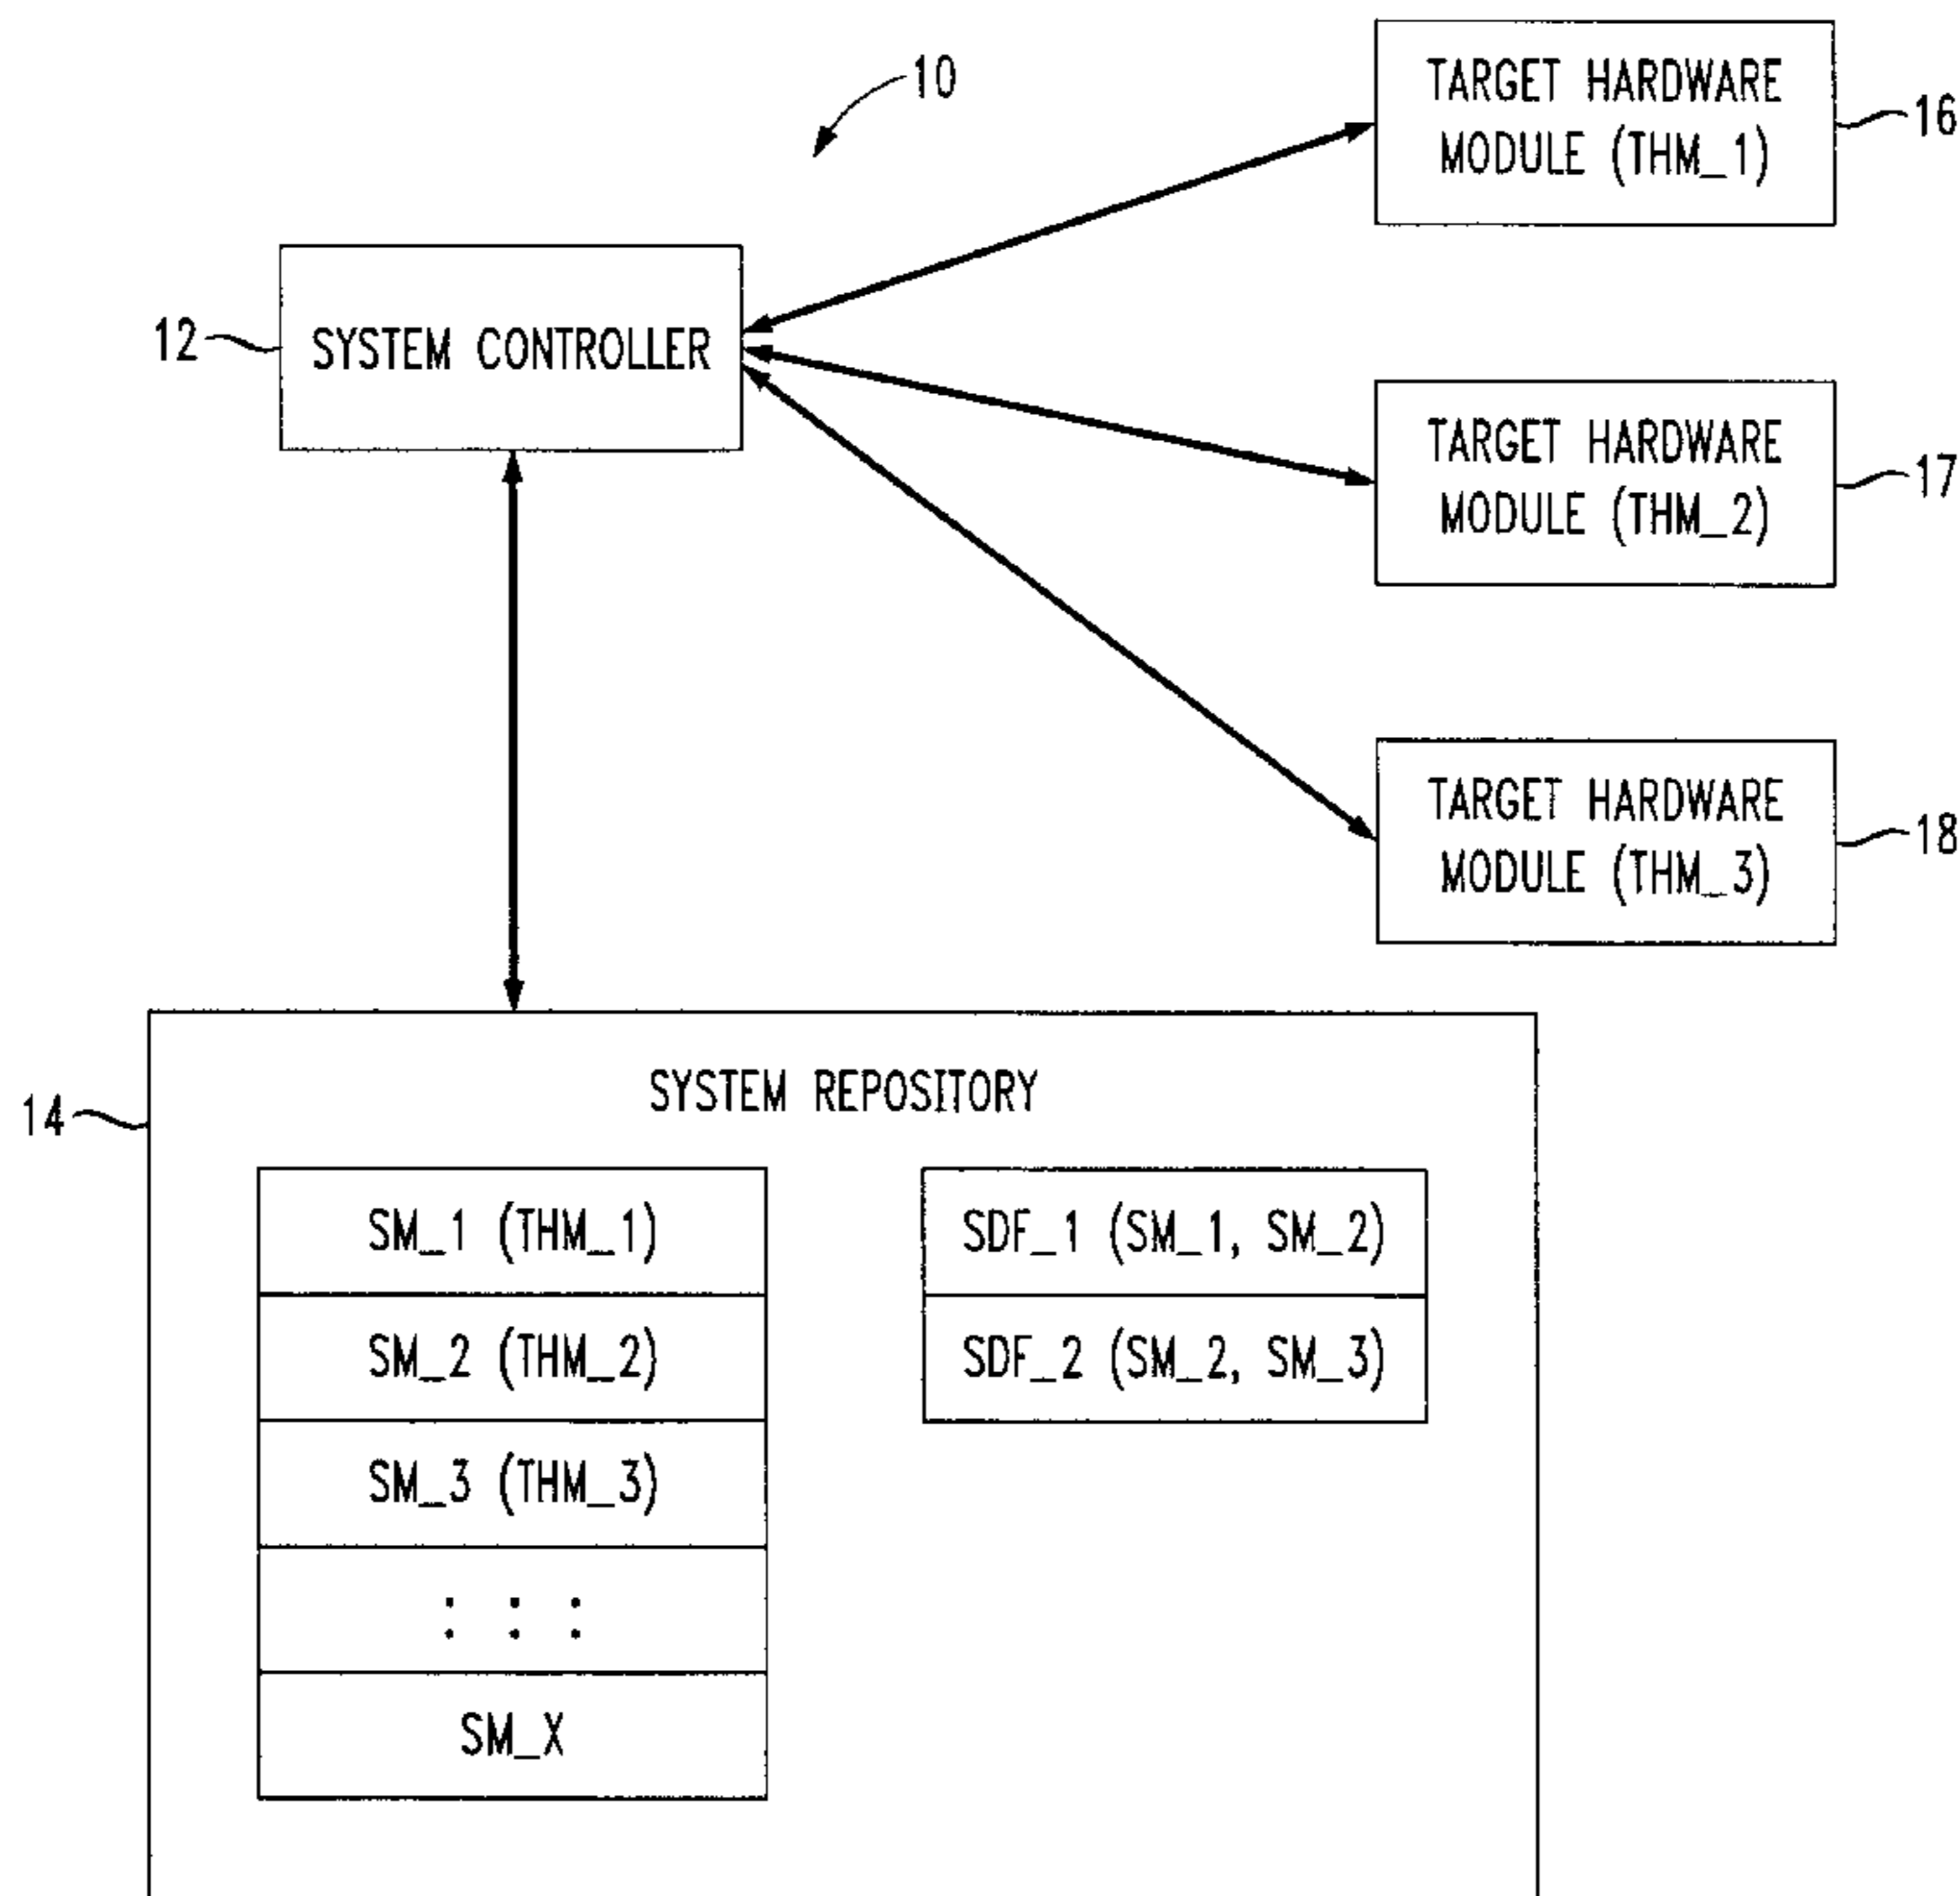 10
TARGET HARDWARE
MODULE (THM_1)
16
12
SYSTEM CONTROLLER
TARGET HARDWARE
MODULE (THM_2)
17
TARGET HARDWARE
MODULE (THM_3)
18
14
SYSTEM REPOSITORY
SM_1 (THM_1)
SM_2 (THM_2)
SM_3 (THM_3)
: : :
SM_X
SDF_1 (SM_1, SM_2)
SDF_2 (SM_2, SM_3)